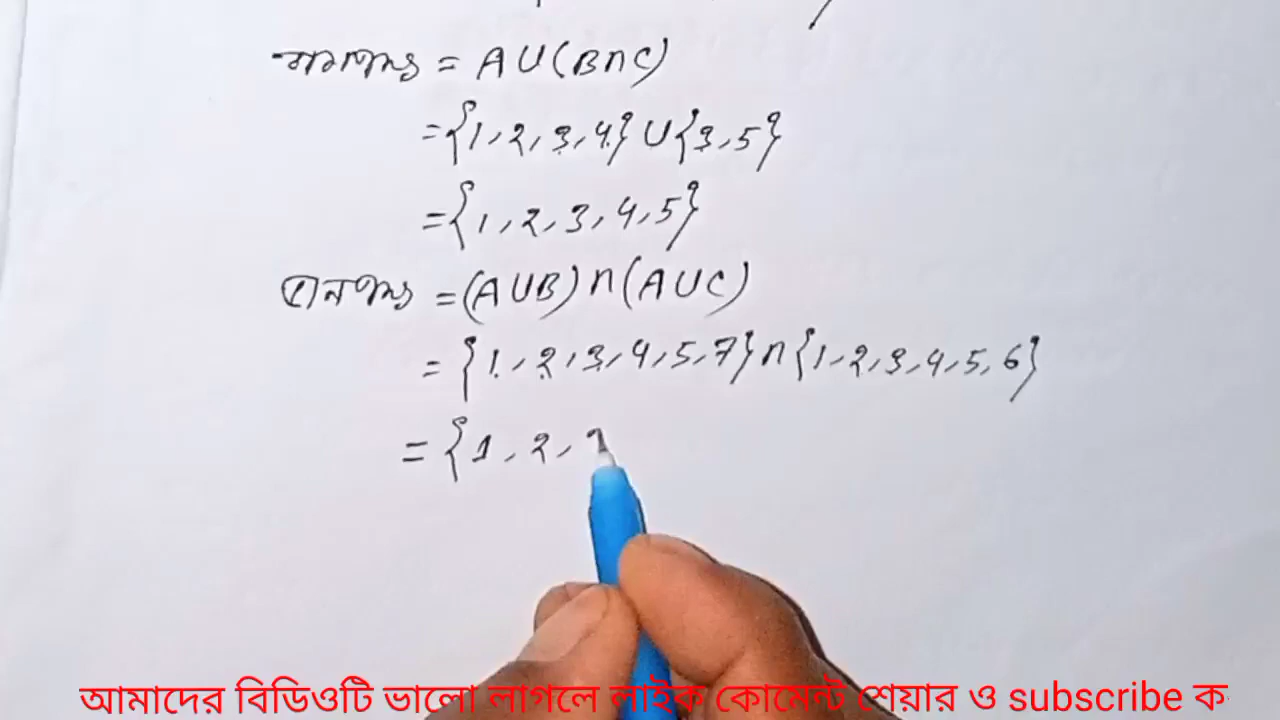 বামপক্ষ = A∪(B∩C)
={1,2,3,4}∪{3,5}
={1,2,3,4,5}
ডানপক্ষ =(A∪B)∩(A∪C)
={1,2,3,4,5,7}∩{1,2,3,4,5,6}
={1,2,
আমাদের বিডিওটি ভালো লাগলে লাইক কোমেন্ট শেয়ার ও subscribe ক